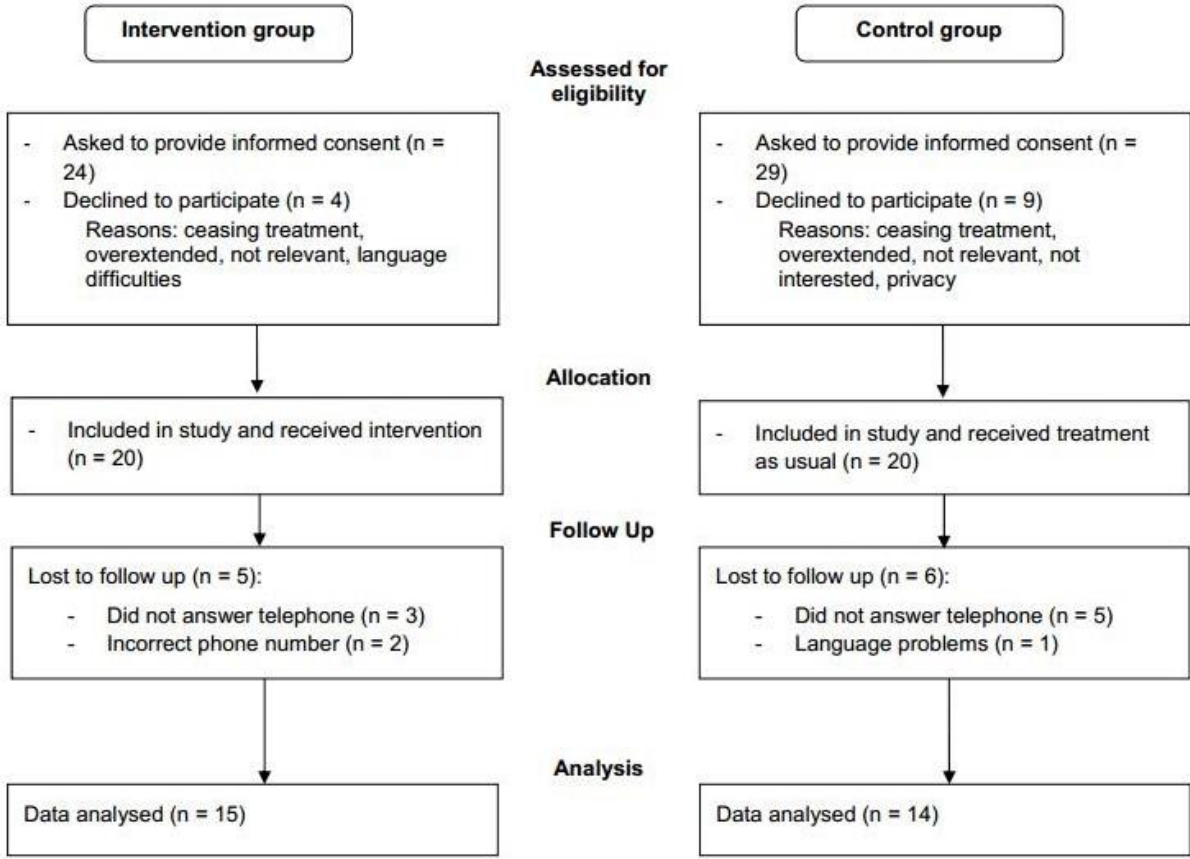 Intervention group
Control group
Assessed for
eligibility
- Asked to provide informed consent (n =
24)
- Declined to participate (n = 4)
Reasons: ceasing treatment,
overextended, not relevant, language
difficulties
- Asked to provide informed consent (n =
29)
- Declined to participate (n = 9)
Reasons: ceasing treatment,
overextended, not relevant, not
interested, privacy
Allocation
- Included in study and received intervention
(n = 20)
- Included in study and received treatment
as usual (n = 20)
Follow Up
Lost to follow up (n = 5):
- Did not answer telephone (n = 3)
- Incorrect phone number (n = 2)
Lost to follow up (n = 6):
- Did not answer telephone (n = 5)
- Language problems (n = 1)
Analysis
Data analysed (n = 15)
Data analysed (n = 14)